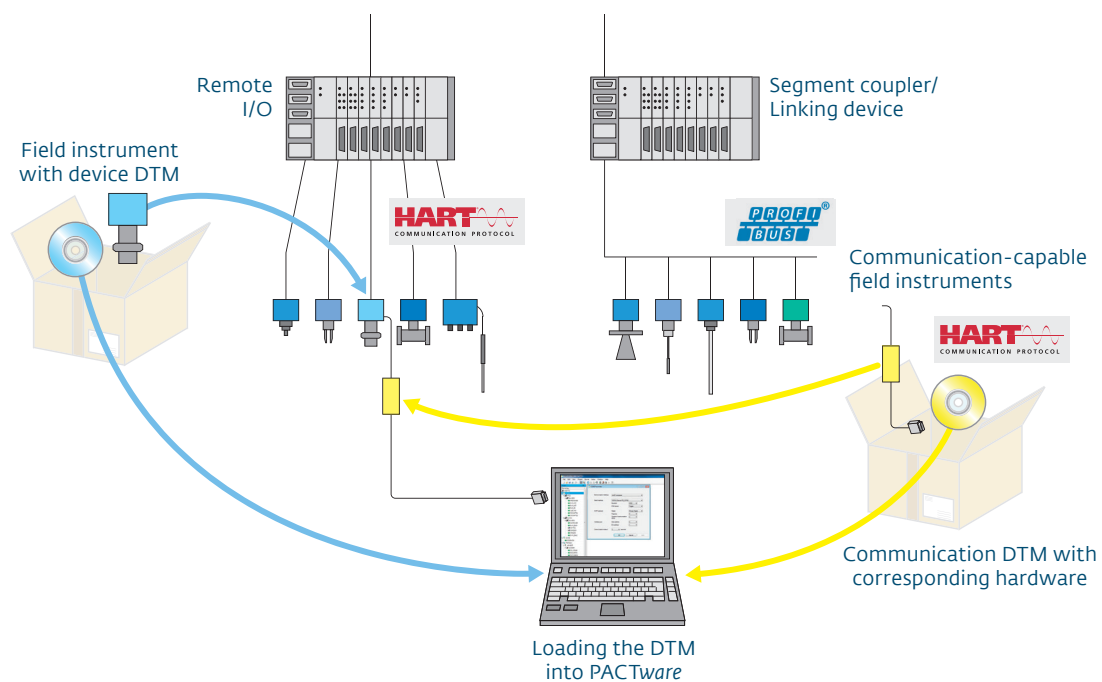 Remote
I/O
Segment coupler/
Linking device
Field instrument
with device DTM
HART
COMMUNICATION PROTOCOL
PROFI®
BUS
Communication-capable
field instruments
HART
COMMUNICATION PROTOCOL
Communication DTM with
corresponding hardware
Loading the DTM
into PACTware